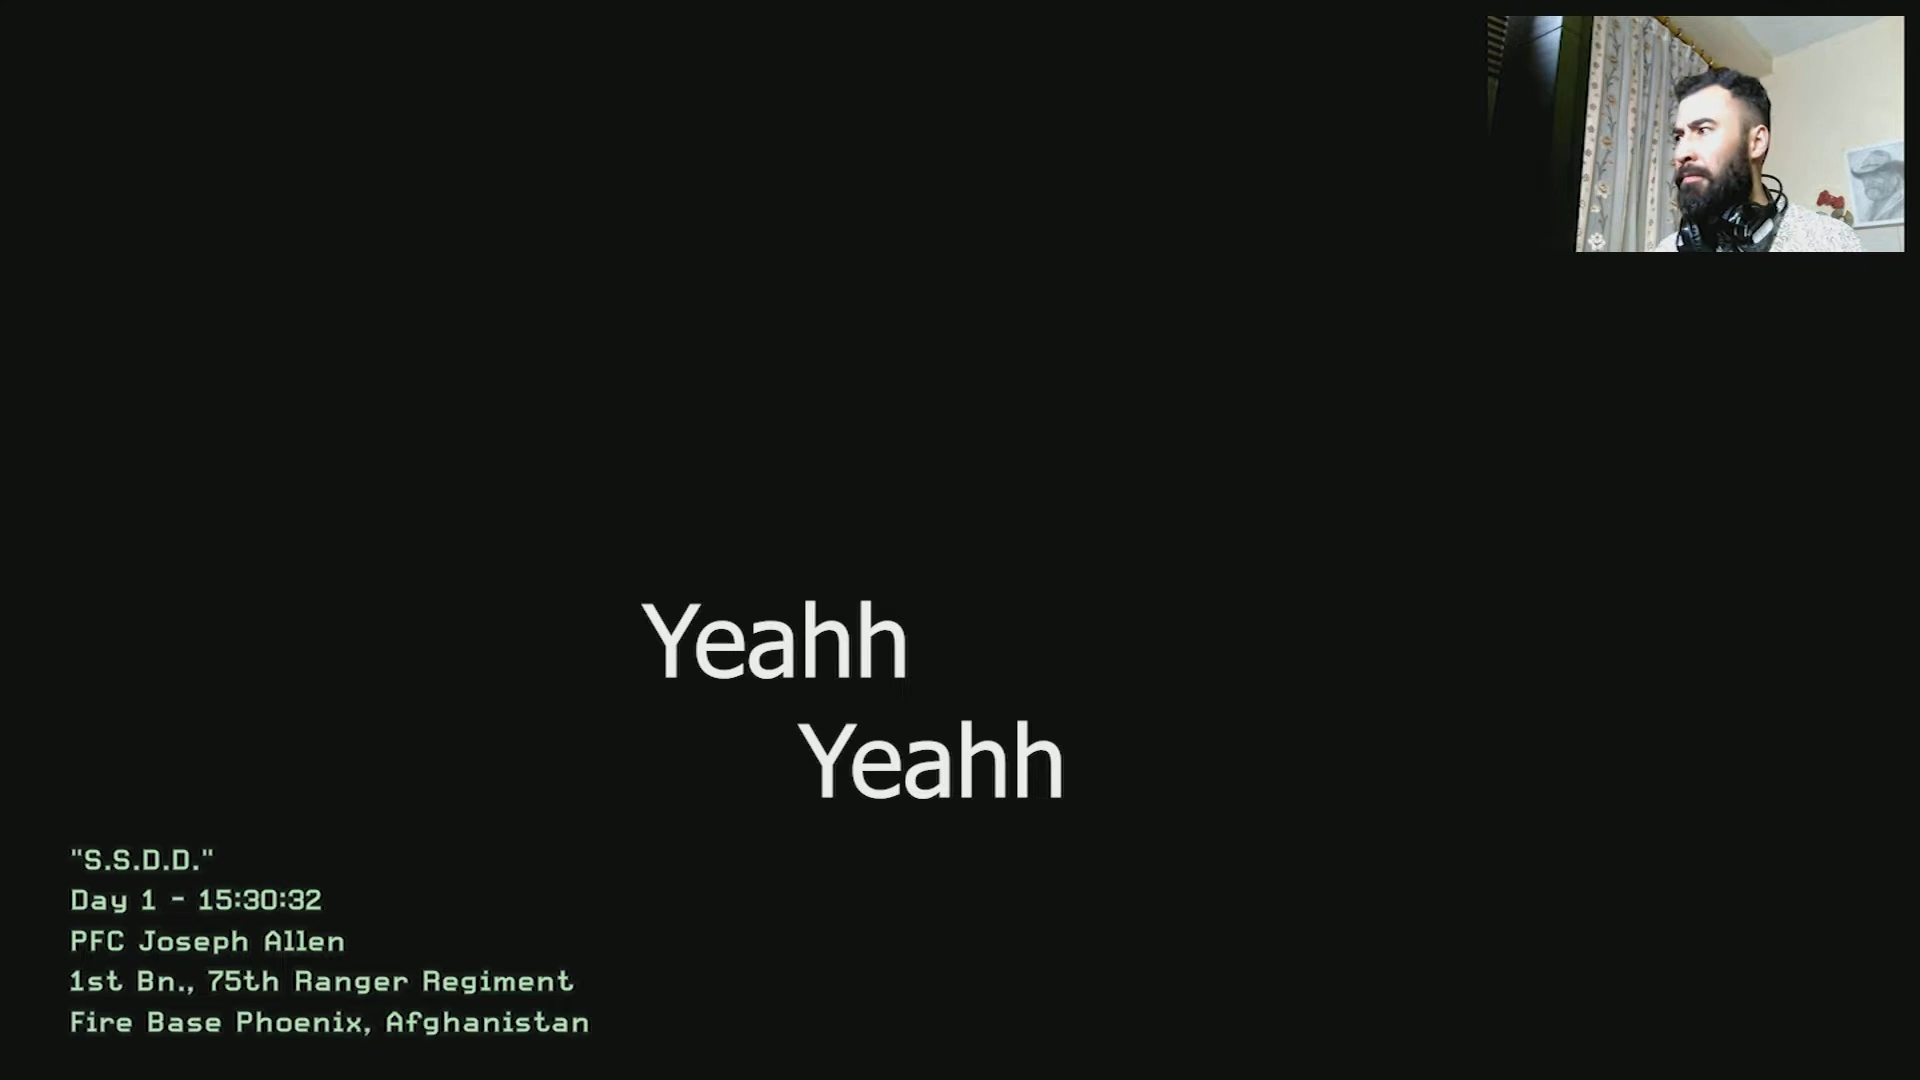 Yeahh
Yeahh
"S.S.D.D."
Day 1 - 15:30:32
PFC Joseph Allen
1st Bn., 75th Ranger Regiment
Fire Base Phoenix, Afghanistan